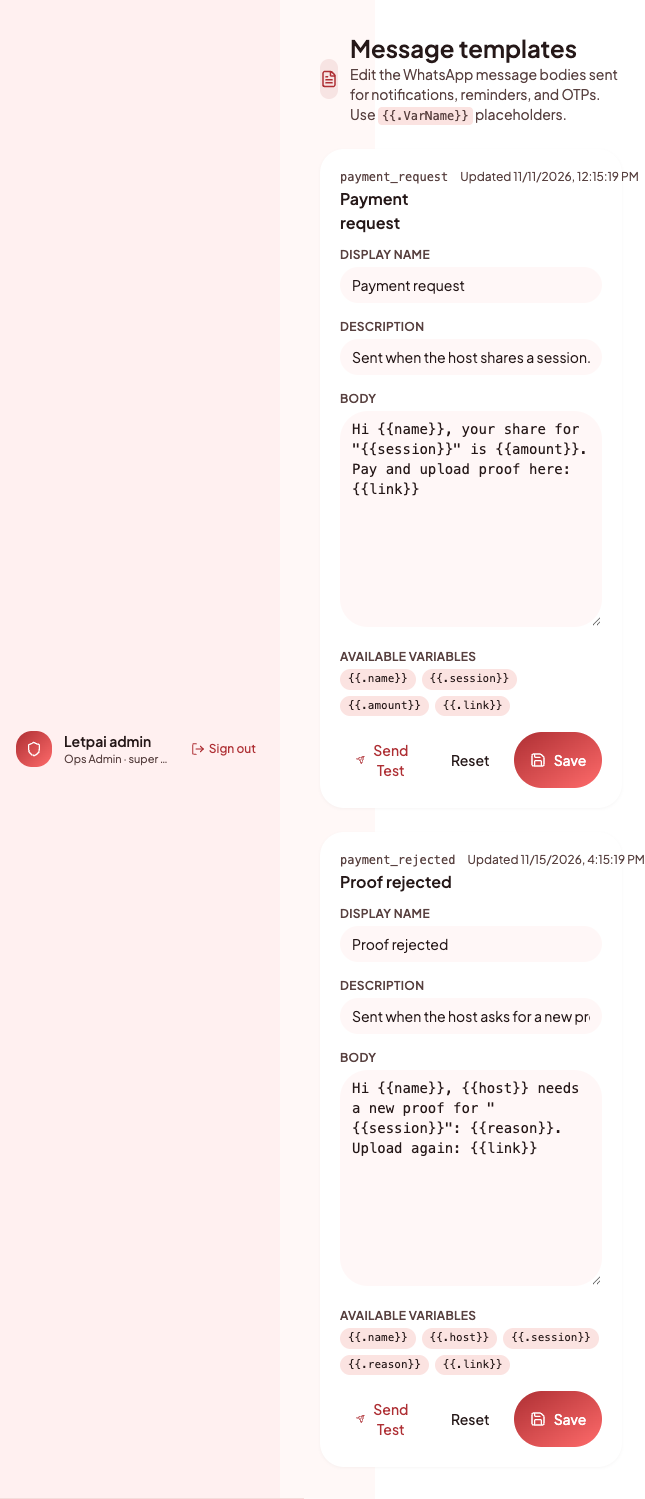 Message templates
Edit the WhatsApp message bodies sent
for notifications, reminders, and OTPs.
Use {{.VarName}} placeholders.
payment_request Updated 11/11/2026, 12:15:19 PM
Payment
request
DISPLAY NAME
Payment request
DESCRIPTION
Sent when the host shares a session.
BODY
Hi {{name}}, your share for
"{{session}}" is {{amount}}.
Pay and upload proof here:
{{link}}
AVAILABLE VARIABLES
{{.name}} {{.session}}
{{.amount}} {{.link}}
Send
Test
Reset
Save
Letpai admin
Ops Admin · super ...
Sign out
payment_rejected Updated 11/15/2026, 4:15:19 PM
Proof rejected
DISPLAY NAME
Proof rejected
DESCRIPTION
Sent when the host asks for a new
BODY
Hi {{name}}, {{host}} needs
a new proof for "
{{session}}": {{reason}}.
Upload again: {{link}}
AVAILABLE VARIABLES
{{.name}} {{.host}} {{.session}}
{{.reason}} {{.link}}
Send
Test
Reset
Save